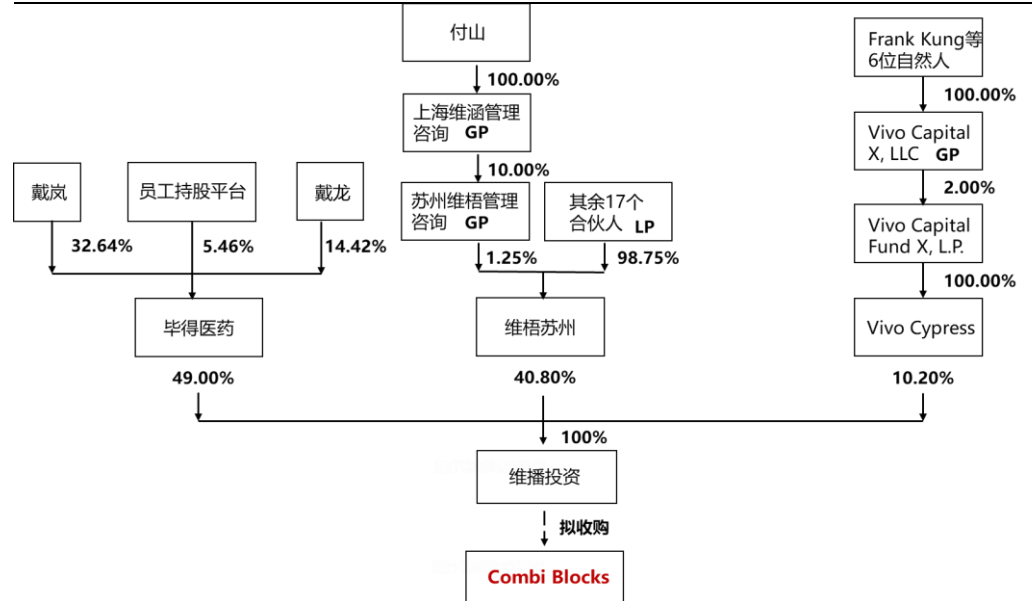 付山
100.00%
上海维涵管理
咨询 GP
10.00%
苏州维梧管理
咨询 GP
其余17个
合伙人 LP
1.25%
98.75%
Frank Kung等
6位自然人
100.00%
Vivo Capital
X, LLC GP
2.00%
Vivo Capital
Fund X, L.P.
100.00%
戴岚
员工持股平台
戴龙
32.64%
5.46%
14.42%
毕得医药
维梧苏州
Vivo Cypress
49.00%
40.80%
10.20%
100%
维播投资
拟收购
Combi Blocks